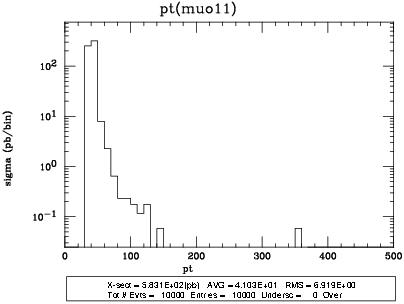 pt(muo11)
sigma (pb/bin)
10²
10¹
10⁰
10⁻¹
0 100 200 300 400 500
pt
X-sect = 5.831E+02(pb) AVG = 4.103E+01 RMS = 6.919E+00
Tot # Evts = 10000 Entries = 10000 Undersc = 0 Over